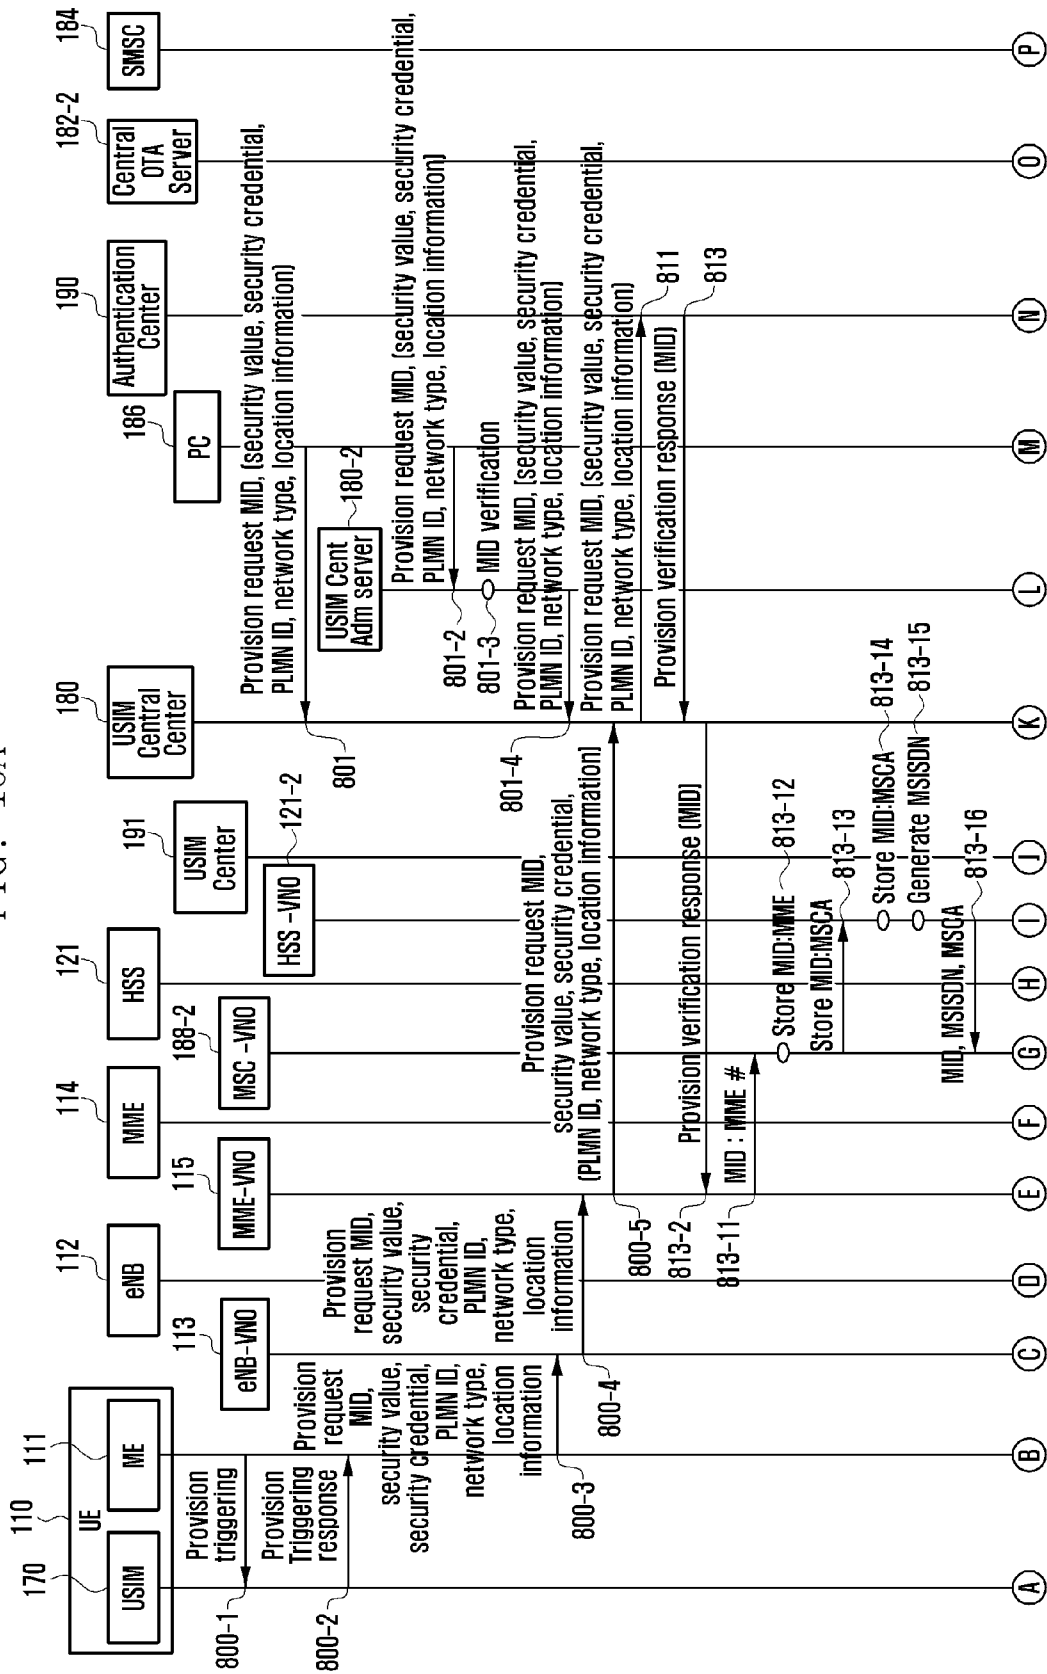 FIG.
110
170
111
UE
USIM
ME
113
eNB-VNO
112
eNB
115
MME-VNO
114
MME
188-2
MSC -VNO
121
HSS
121-2
HSS -VNO
191
USIM
Center
180
USIM
Central
Center
180-2
USIM Cent
Adm server
186
PC
190
Authentication
Center
182-2
Central
OTA
Server
184
SMSC
Provision
triggering
800-1
Provision
Triggering
response
800-2
Provision request MID, (security value, security credential,
PLMN ID, network type, location information)
801
Provision request MID, (security value, security credential,
PLMN ID, network type, location information)
801-2
MID verification
801-3
Provision request MID, (security value, security credential,
PLMN ID, network type, location information)
801-4
Provision
request
MID,
security value,
security credential,
PLMN ID,
network type,
location
information
800-3
Provision
request MID,
security value,
security
credential,
PLMN ID,
network type,
location
information
800-4
Provision request MID,
security value, security credential,
(PLMN ID, network type, location information)
800-5
Provision request MID, (security value, security credential,
PLMN ID, network type, location information)
811
Provision verification response (MID)
813
Provision verification response (MID)
813-2
MID : MME #
813-11
Store MID:MME
813-12
Store MID:MSCA
813-13
Store MID:MSCA
813-14
Generate MSISDN
813-15
MID, MSISDN, MSCA
813-16
A
B
C
D
E
F
G
H
I
J
K
L
M
N
O
P